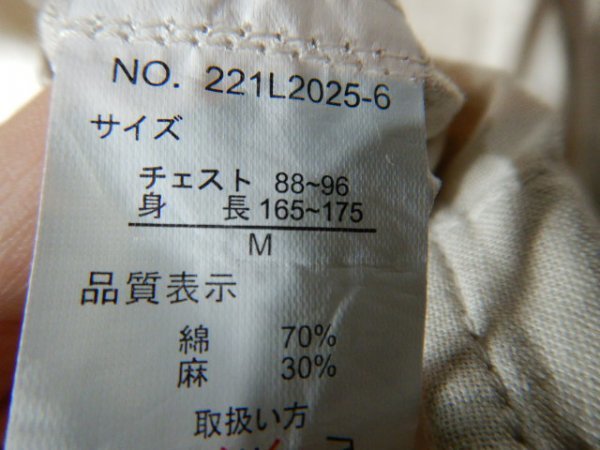 NO. 221L2025-6
サイズ
チェスト 88~96
身 長 165~175
M
品質表示
綿 70%
麻 30%
取扱い方